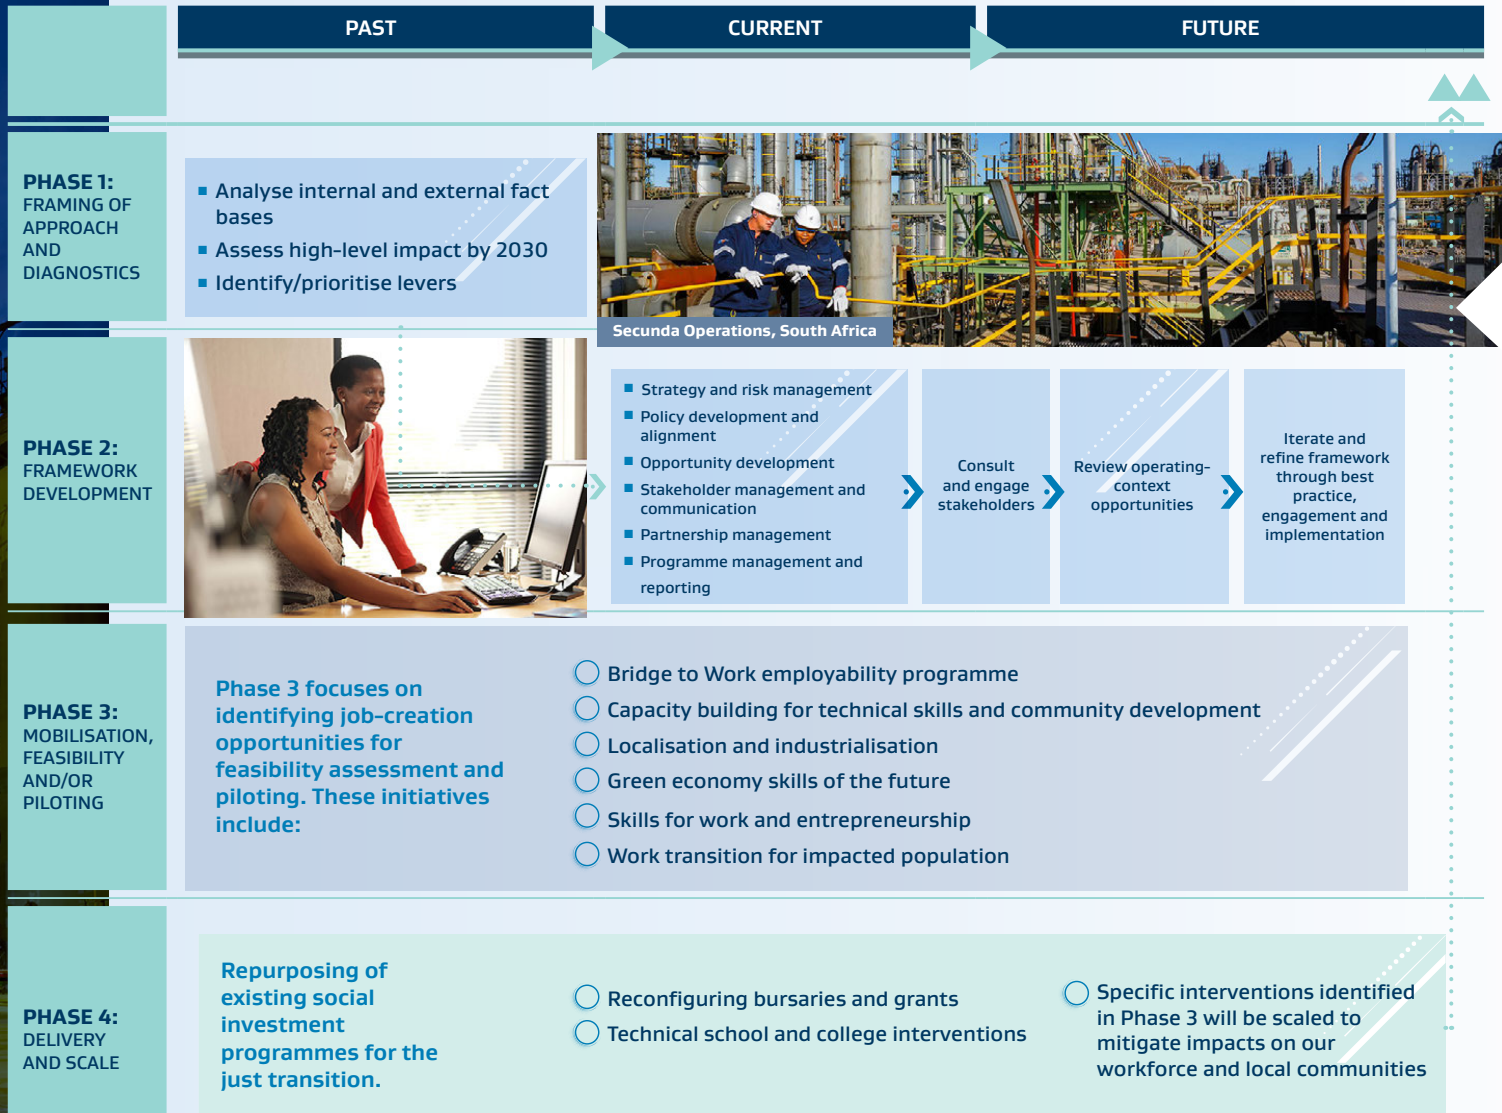 PAST
CURRENT
FUTURE
PHASE 1:
FRAMING OF
APPROACH
AND
DIAGNOSTICS
Analyse internal and external fact
bases
Assess high-level impact by 2030
Identify/prioritise levers
Secunda Operations, South Africa
PHASE 2:
FRAMEWORK
DEVELOPMENT
Strategy and risk management
Policy development and
alignment
Opportunity development
Stakeholder management and
communication
Partnership management
Programme management and
reporting
Consult
and engage
stakeholders
Review operating-
context
opportunities
Iterate and
refine framework
through best
practice,
engagement and
implementation
PHASE 3:
MOBILISATION,
FEASIBILITY
AND/OR
PILOTING
Phase 3 focuses on
identifying job-creation
opportunities for
feasibility assessment and
piloting. These initiatives
include:
Bridge to Work employability programme
Capacity building for technical skills and community development
Localisation and industrialisation
Green economy skills of the future
Skills for work and entrepreneurship
Work transition for impacted population
PHASE 4:
DELIVERY
AND SCALE
Repurposing of
existing social
investment
programmes for the
just transition.
Reconfiguring bursaries and grants
Technical school and college interventions
Specific interventions identified
in Phase 3 will be scaled to
mitigate impacts on our
workforce and local communities